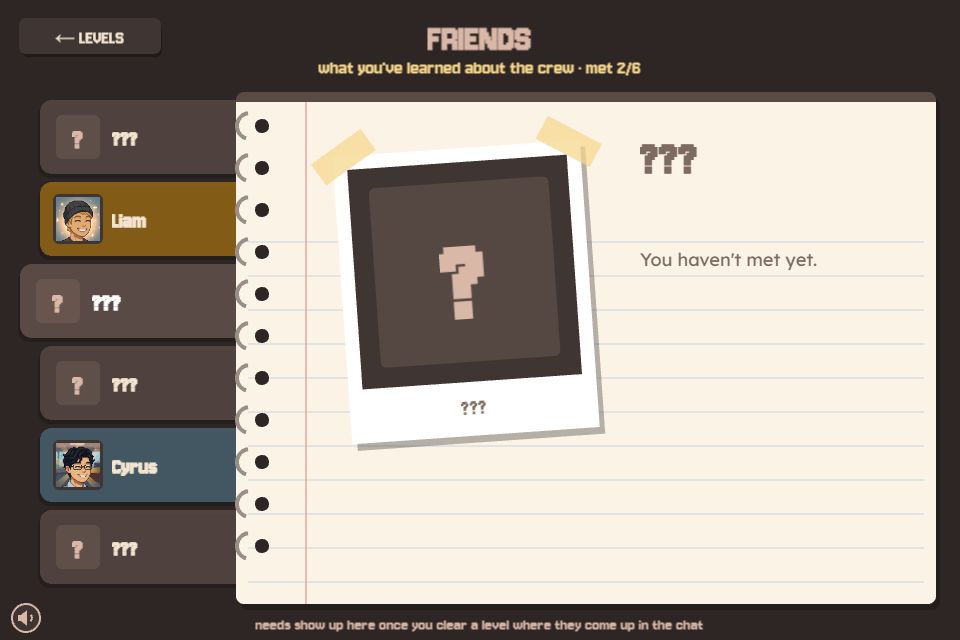 ← LEVELS
FRIENDS
what you've learned about the crew · met 2/6
? ???
Liam
? ???
? ???
Cyrus
? ???
?
???
???
You haven't met yet.
needs show up here once you clear a level where they come up in the chat